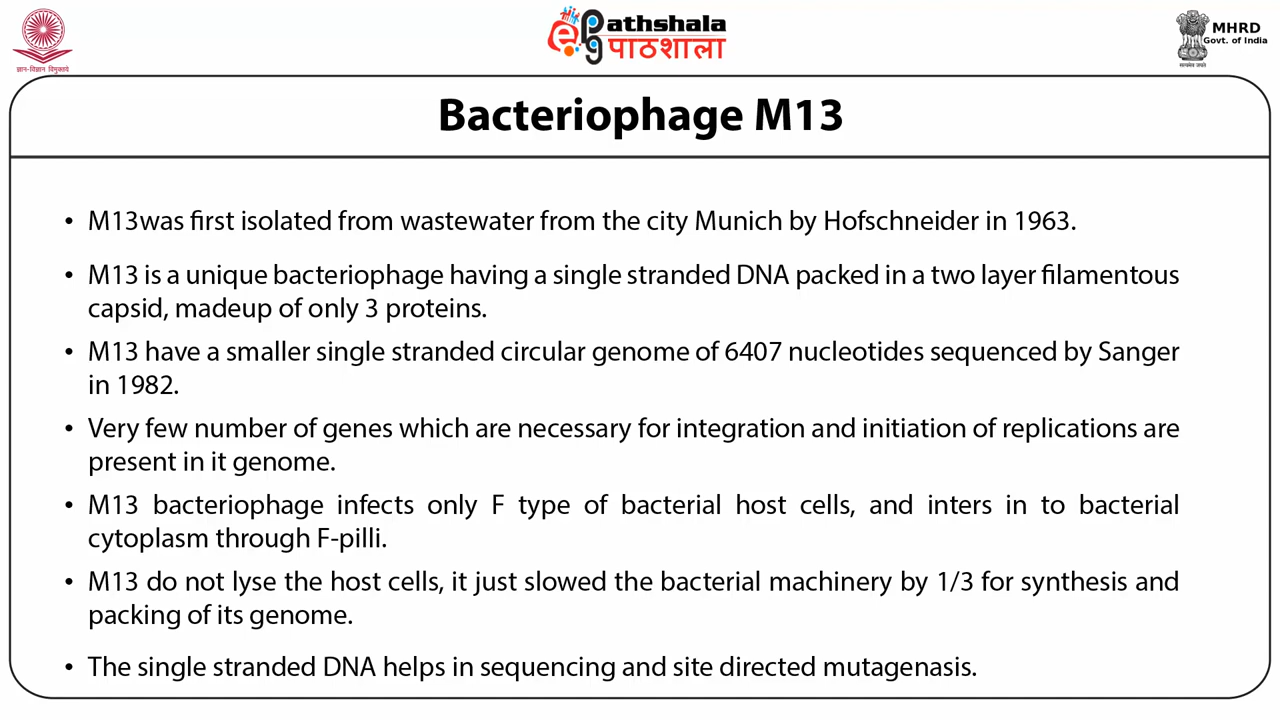 ज्ञान-विज्ञान विमुक्तये
ePG athshala
पाठशाला
सत्यमेव जयते
MHRD
Govt. of India
Bacteriophage M13
• M13was first isolated from wastewater from the city Munich by Hofschneider in 1963.
• M13 is a unique bacteriophage having a single stranded DNA packed in a two layer filamentous
capsid, madeup of only 3 proteins.
• M13 have a smaller single stranded circular genome of 6407 nucleotides sequenced by Sanger
in 1982.
• Very few number of genes which are necessary for integration and initiation of replications are
present in it genome.
• M13 bacteriophage infects only F type of bacterial host cells, and inters in to bacterial
cytoplasm through F-pilli.
• M13 do not lyse the host cells, it just slowed the bacterial machinery by 1/3 for synthesis and
packing of its genome.
• The single stranded DNA helps in sequencing and site directed mutagenasis.